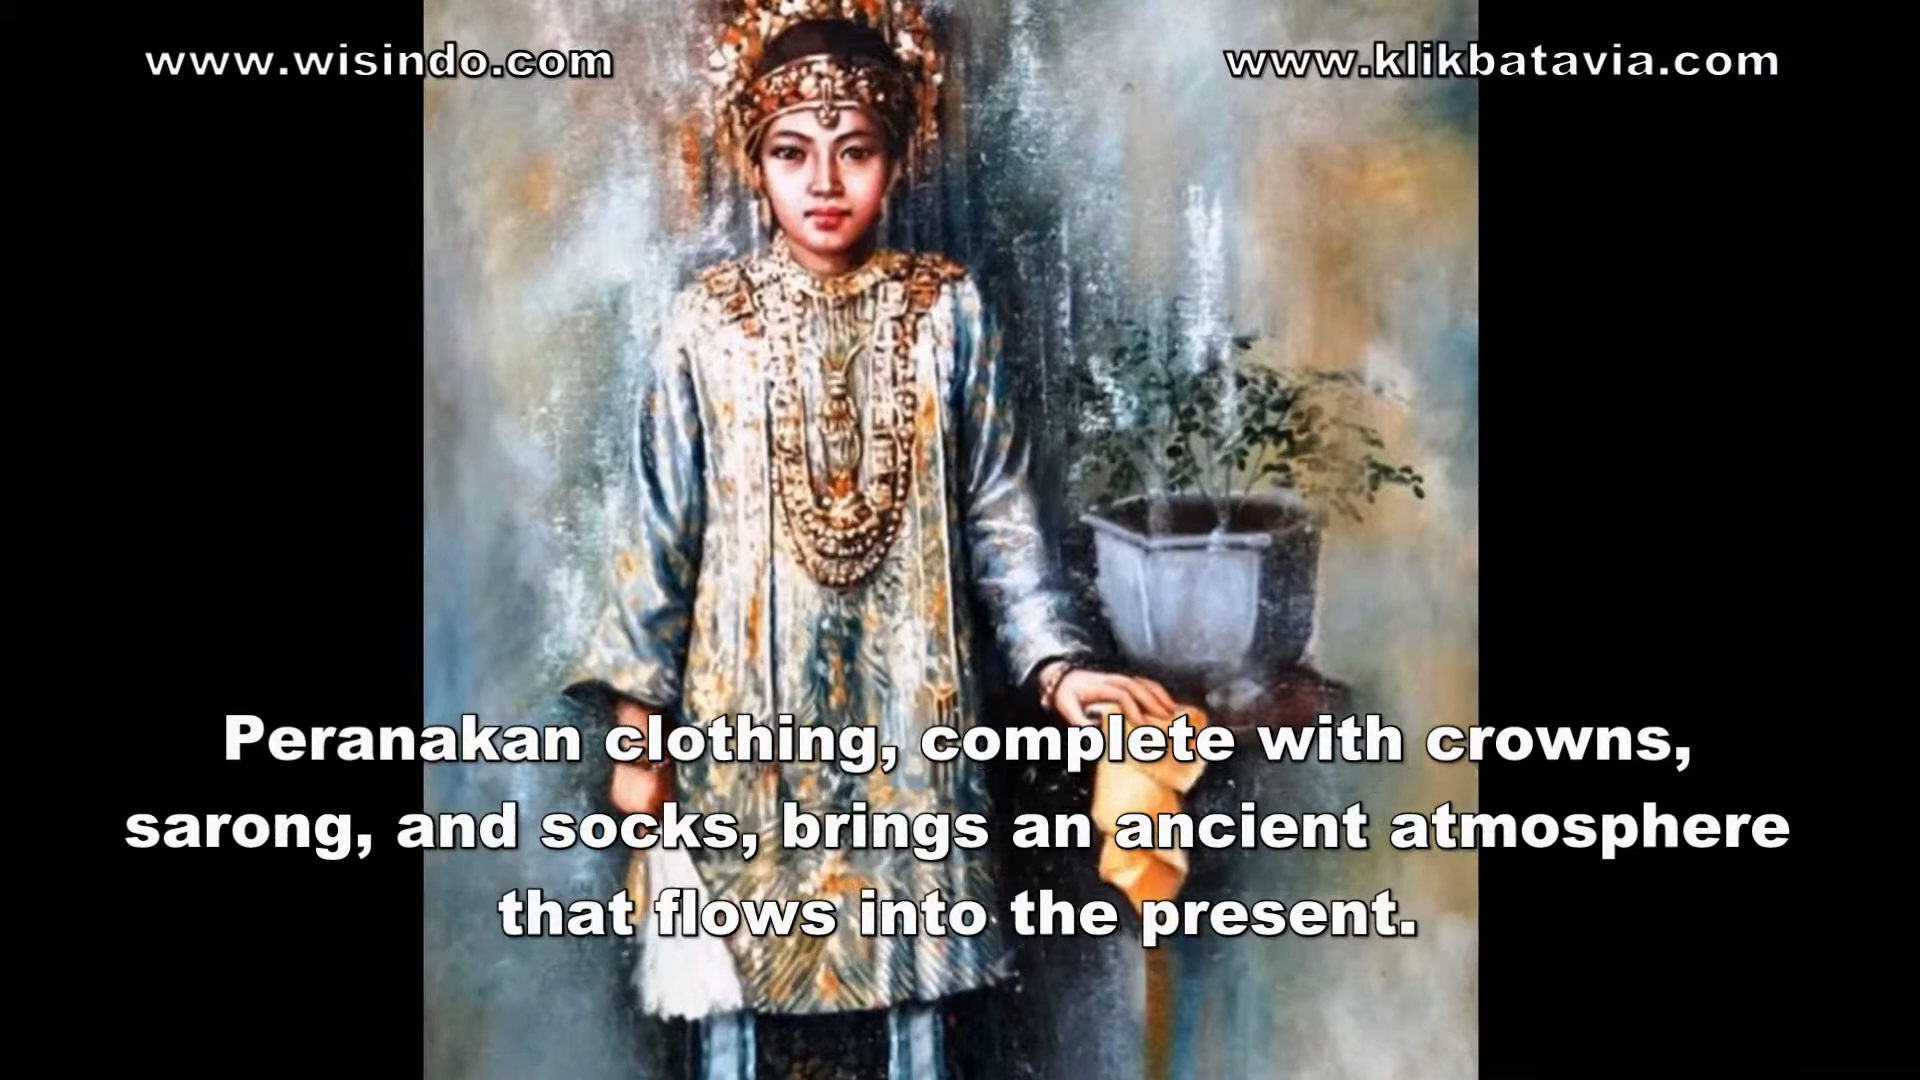 www.wisindo.com
www.klikbatavia.com
Peranakan clothing, complete with crowns,
sarong, and socks, brings an ancient atmosphere
that flows into the present.